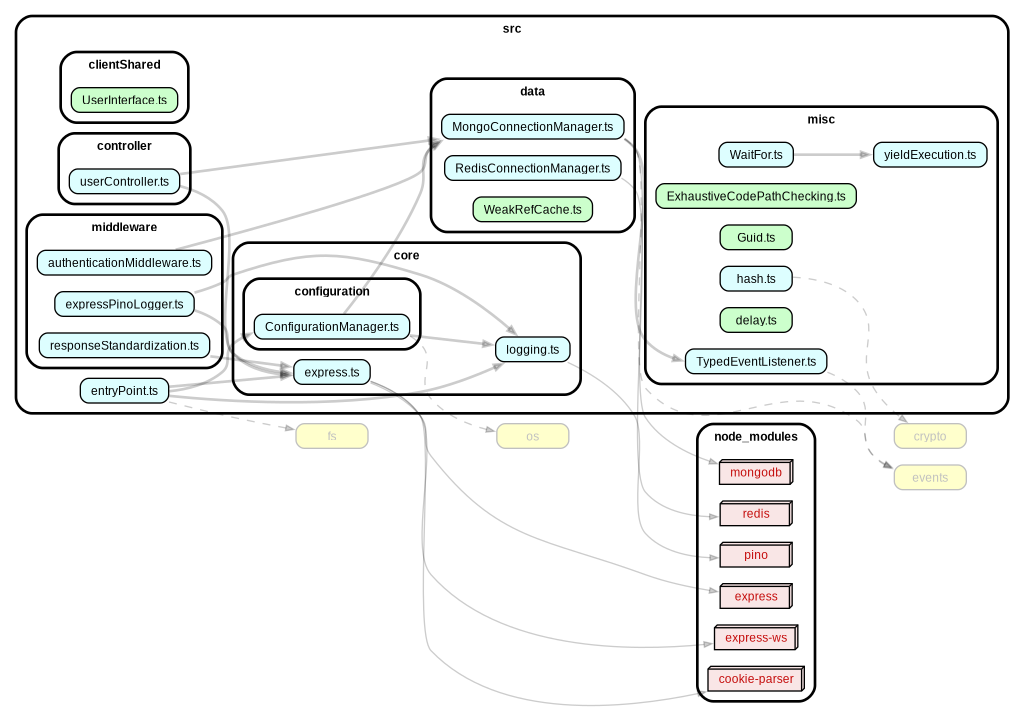 src
clientShared
UserInterface.ts
controller
userController.ts
middleware
authenticationMiddleware.ts
expressPinoLogger.ts
responseStandardization.ts
entryPoint.ts
core
configuration
ConfigurationManager.ts
logging.ts
express.ts
data
MongoConnectionManager.ts
RedisConnectionManager.ts
WeakRefCache.ts
misc
WaitFor.ts
yieldExecution.ts
ExhaustiveCodePathChecking.ts
Guid.ts
hash.ts
delay.ts
TypedEventListener.ts
fs
os
crypto
events
node_modules
mongodb
redis
pino
express
express-ws
cookie-parser